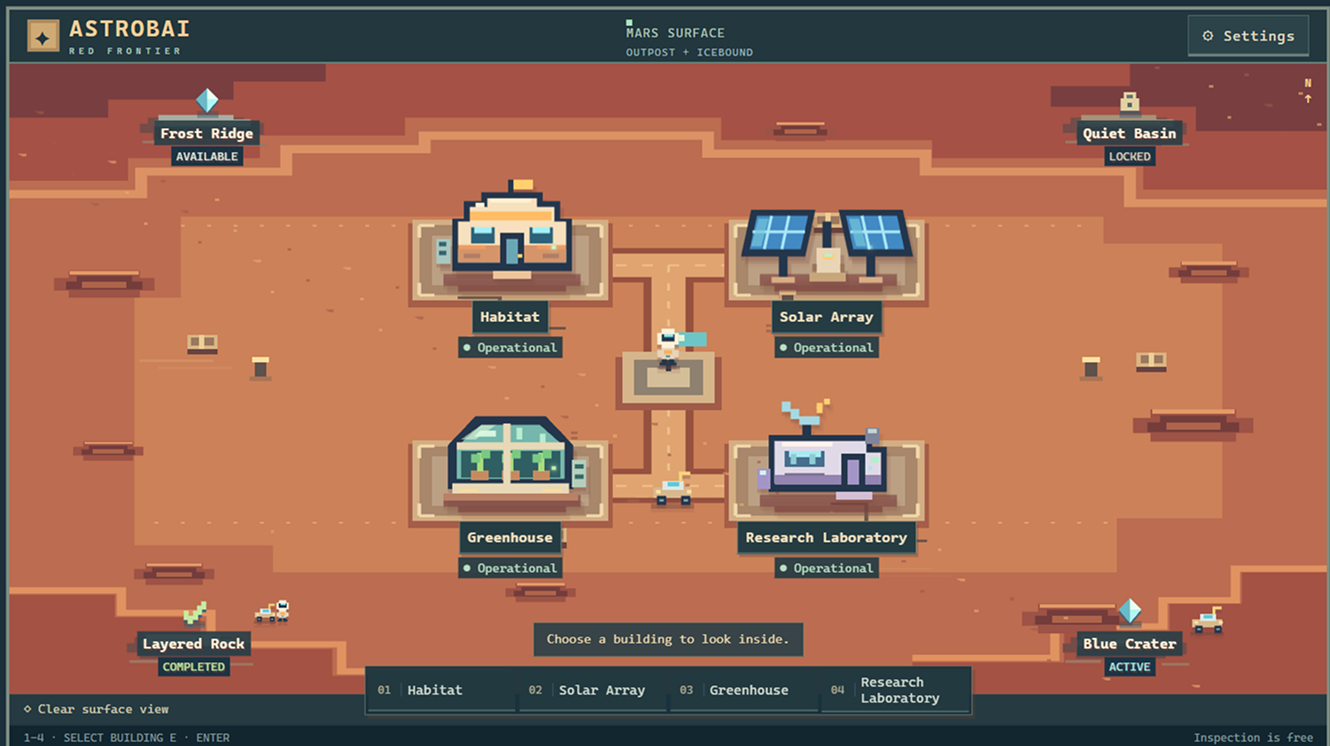 ASTROBAI
RED FRONTIER
MARS SURFACE
OUTPOST + ICEBOUND
⚙ Settings
N
↑
Frost Ridge
AVAILABLE
Quiet Basin
LOCKED
Habitat
● Operational
Solar Array
● Operational
Greenhouse
● Operational
Research Laboratory
● Operational
Layered Rock
COMPLETED
Blue Crater
ACTIVE
Choose a building to look inside.
01 Habitat
02 Solar Array
03 Greenhouse
04 Research
Laboratory
◇ Clear surface view
1–4 · SELECT BUILDING E · ENTER
Inspection is free